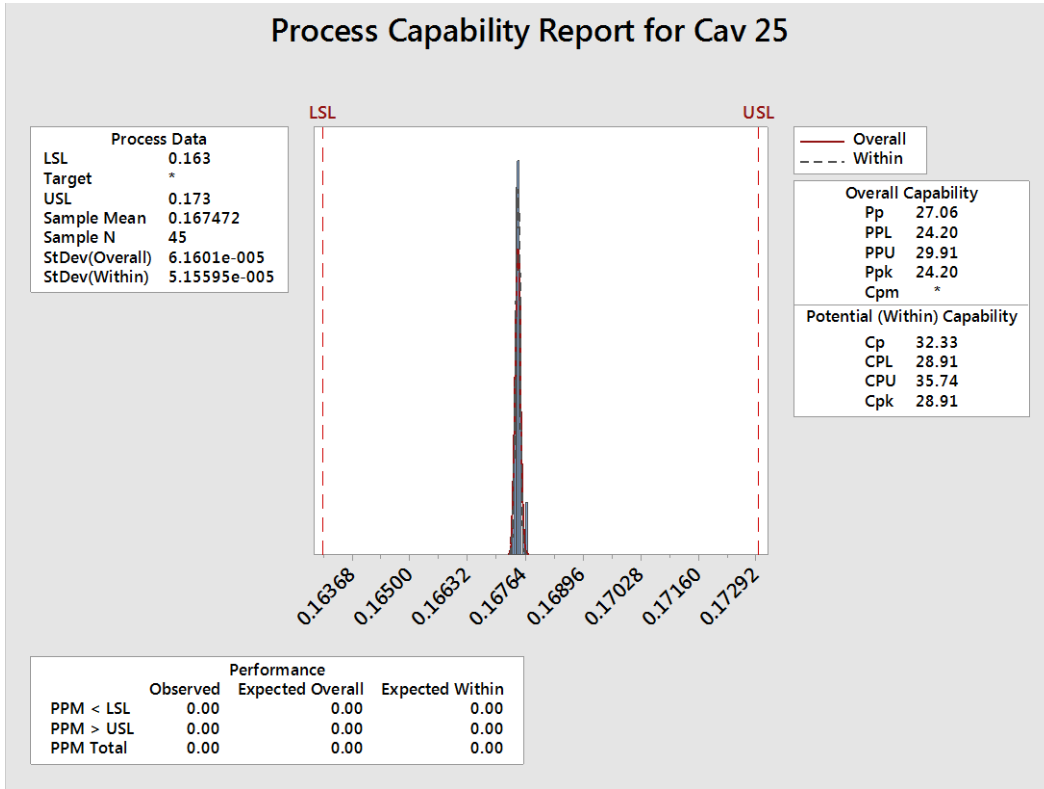 Process Capability Report for Cav 25
LSL USL
Process Data
LSL 0.163
Target *
USL 0.173
Sample Mean 0.167472
Sample N 45
StDev(Overall) 6.1601e-005
StDev(Within) 5.15595e-005
Overall
Within
Overall Capability
Pp 27.06
PPL 24.20
PPU 29.91
Ppk 24.20
Cpm *
Potential (Within) Capability
Cp 32.33
CPL 28.91
CPU 35.74
Cpk 28.91
0.16368 0.16500 0.16632 0.16764 0.16896 0.17028 0.17160 0.17292
Performance
Observed Expected Overall Expected Within
PPM < LSL 0.00 0.00 0.00
PPM > USL 0.00 0.00 0.00
PPM Total 0.00 0.00 0.00